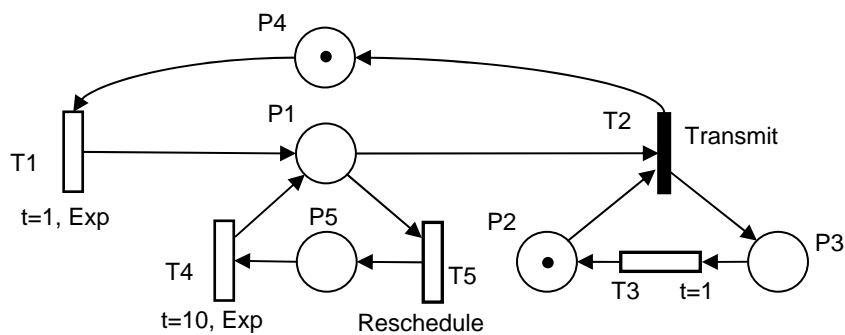 P4
P1
T2
Transmit
T1
t=1, Exp
P5
P2
P3
T4
T5
T3
t=1
t=10, Exp
Reschedule